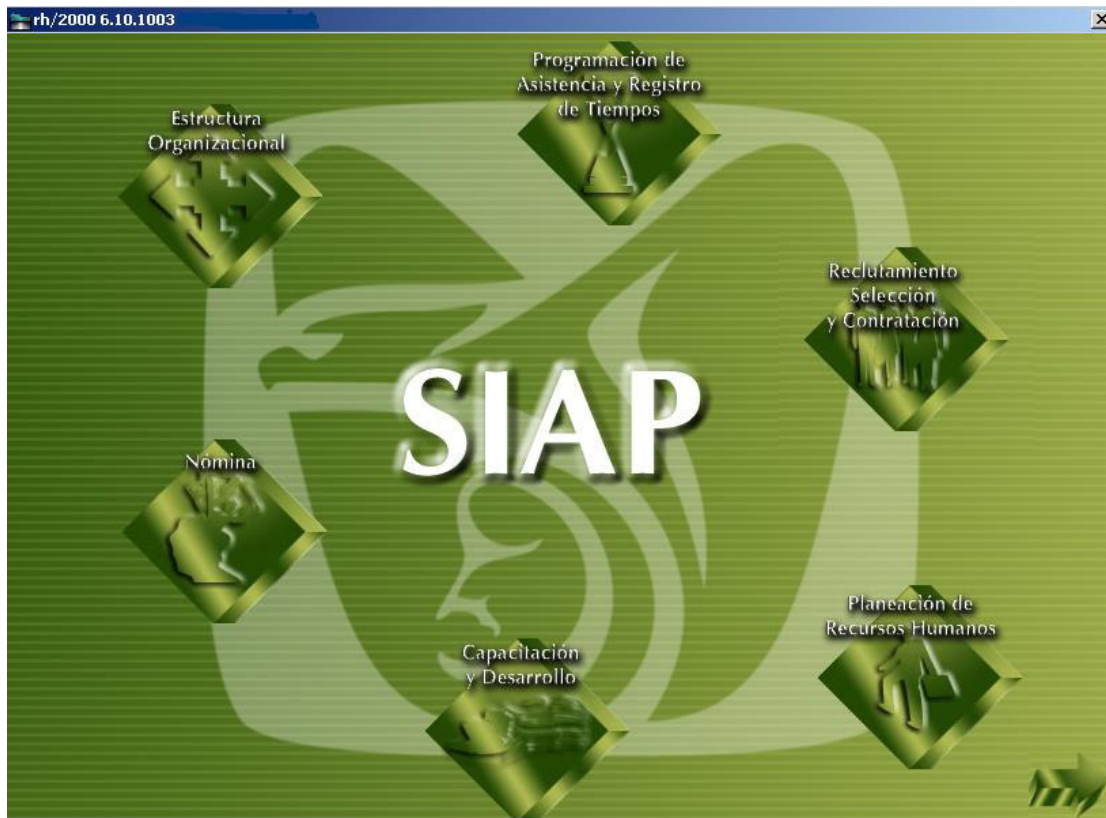 rh/2000 6.10.1003
Programación de
Asistencia y Registro
de Tiempos
Estructura
Organizacional
Reclutamiento
Selección
y Contratación
SIAP
Nómina
Planeación de
Recursos Humanos
Capacitación
y Desarrollo